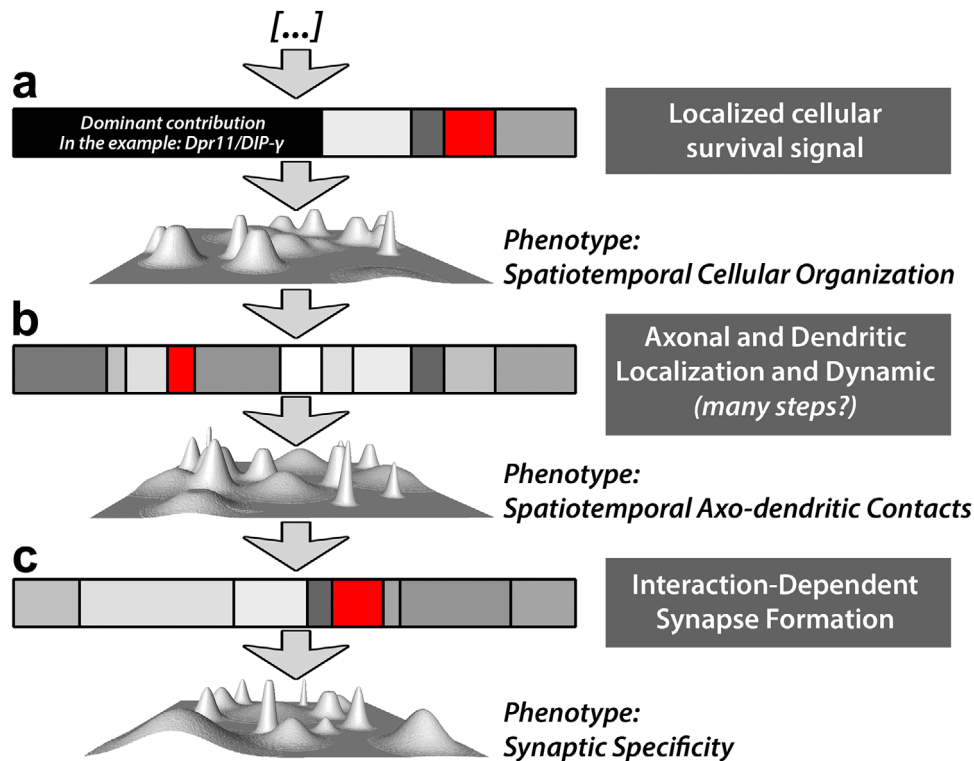 [...]
a
Dominant contribution
In the example: Dpr11/DIP-γ
Localized cellular
survival signal
Phenotype:
Spatiotemporal Cellular Organization
b
Axonal and Dendritic
Localization and Dynamic
(many steps?)
Phenotype:
Spatiotemporal Axo-dendritic Contacts
c
Interaction-Dependent
Synapse Formation
Phenotype:
Synaptic Specificity